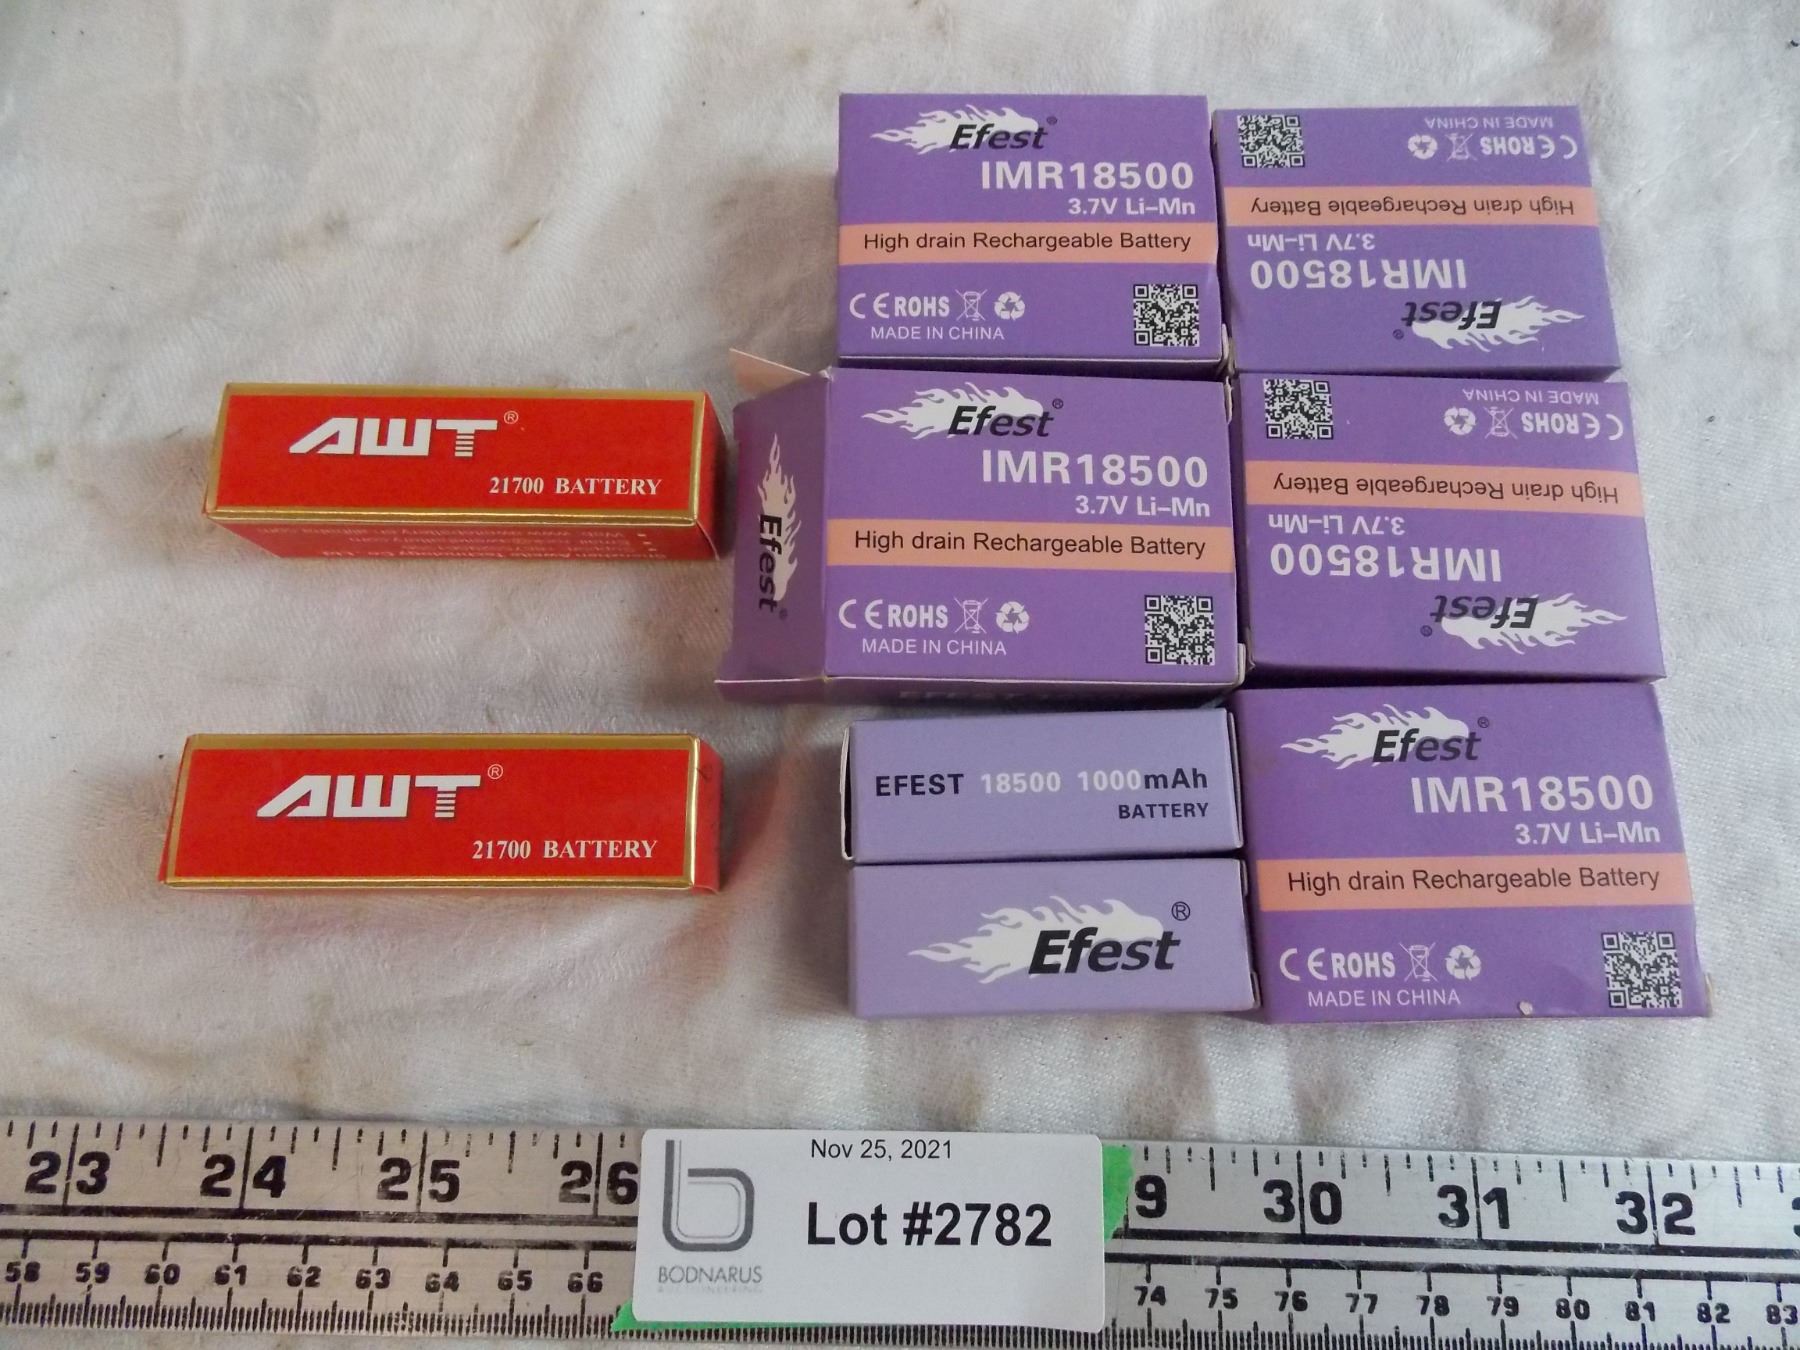 Efest®
IMR18500
3.7V Li-Mn
High drain Rechargeable Battery
CE ROHS
MADE IN CHINA
Efest®
IMR18500
3.7V Li-Mn
High drain Rechargeable Battery
CE ROHS
MADE IN CHINA
AWT®
21700 BATTERY
Efest®
Efest®
IMR18500
3.7V Li-Mn
High drain Rechargeable Battery
CE ROHS
MADE IN CHINA
Efest®
IMR18500
3.7V Li-Mn
High drain Rechargeable Battery
CE ROHS
MADE IN CHINA
AWT®
21700 BATTERY
EFEST 18500 1000mAh
BATTERY
Efest®
Efest®
IMR18500
3.7V Li-Mn
High drain Rechargeable Battery
CE ROHS
MADE IN CHINA
23 24 25 26 9 30 31 32
58 59 60 61 62 63 64 65 66 74 75 76 77 78 79 80 81 82 83
Nov 25, 2021
Lot #2782
BODNARUS
AUCTIONEERING